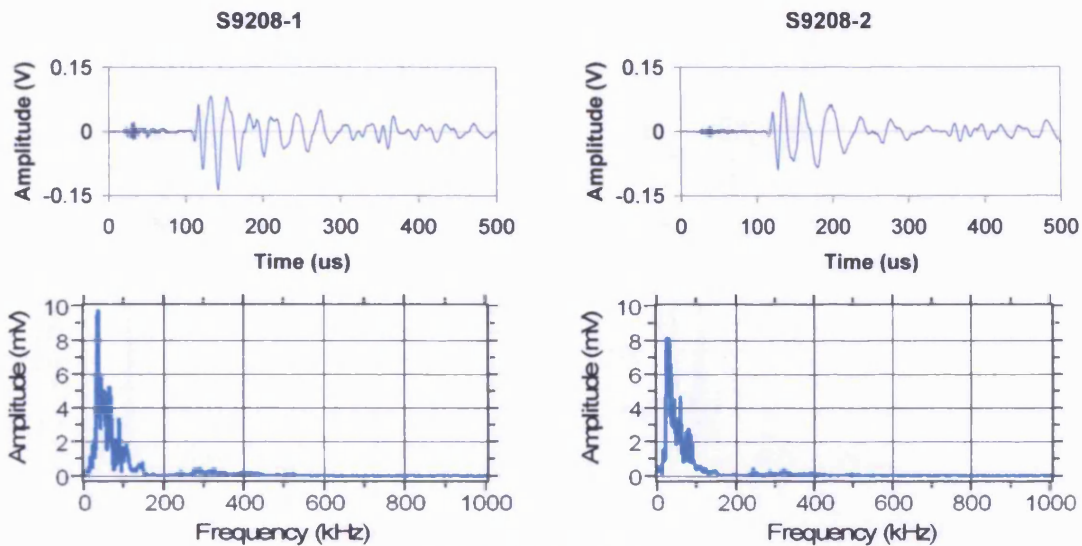 S9208-1
0.15
0
-0.15
Amplitude (V)
0 100 200 300 400 500
Time (us)
10
8
6
4
2
0
Amplitude (mV)
0 200 400 600 800 1000
Frequency (kHz)
S9208-2
0.15
0
-0.15
Amplitude (V)
0 100 200 300 400 500
Time (us)
10
8
6
4
2
0
Amplitude (mV)
0 200 400 600 800 1000
Frequency (kHz)